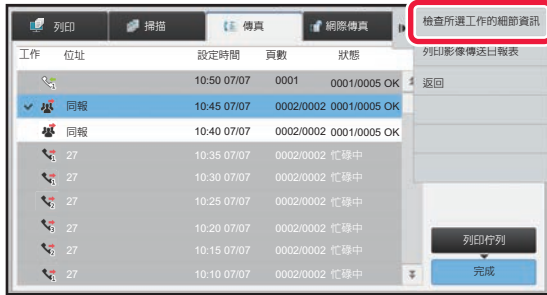 列印 掃描 傳真 網際傳真
工作 位址 設定時間 頁數 狀態
1 10:50 07/07 0001 0001/0005 OK
同報 10:45 07/07 0002/0002 0001/0005 OK
同報 10:40 07/07 0002/0002 0001/0005 OK
1 27 10:35 07/07 0002/0002 忙碌中
1 27 10:30 07/07 0002/0002 忙碌中
2 27 10:25 07/07 0002/0002 忙碌中
3 27 10:20 07/07 0002/0002 忙碌中
2 27 10:15 07/07 0002/0002 忙碌中
1 27 10:10 07/07 0002/0002 忙碌中
檢查所選工作的細節資訊
列印影像傳送日報表
返回
列印佇列
完成